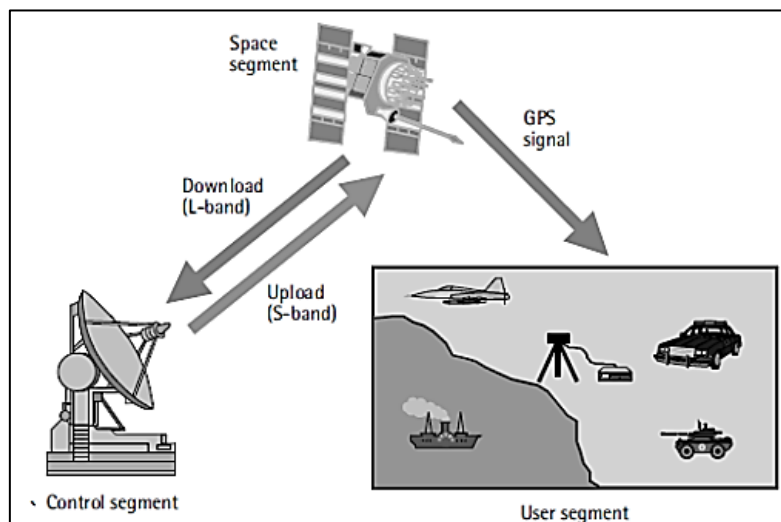 Space
segment
GPS
signal
Download
(L-band)
Upload
(S-band)
Control segment
User segment